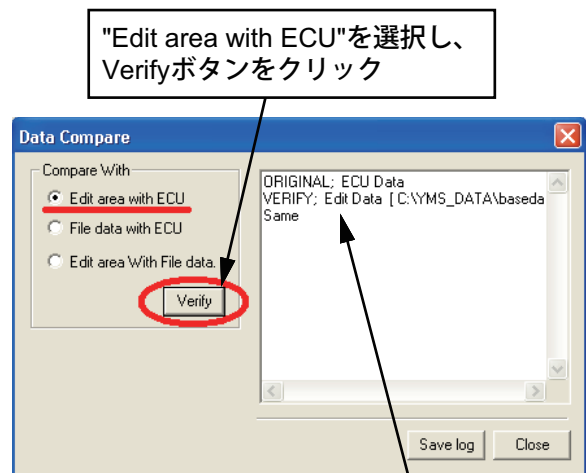 "Edit area with ECU"を選択し、
Verifyボタンをクリック
Data Compare
Compare With
Edit area with ECU
File data with ECU
Edit area With File data.
Verify
ORIGINAL; ECU Data
VERIFY; Edit Data [ C:\YMS_DATA\baseda
Same
Save log
Close